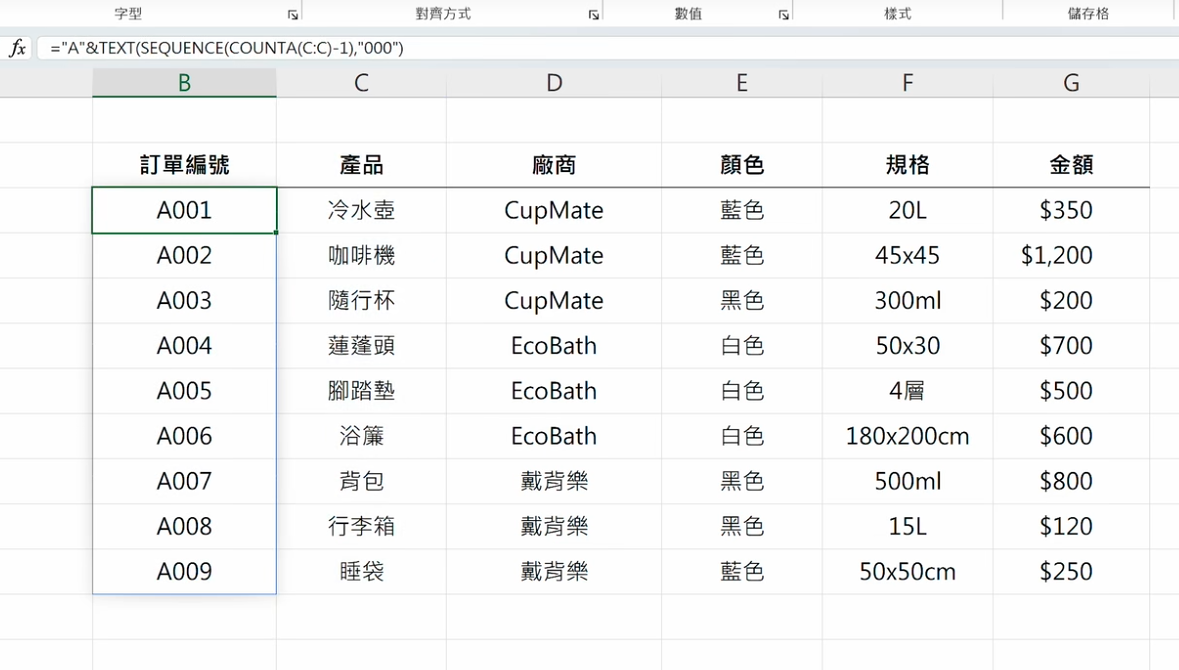 字型 對齊方式 數值 樣式 儲存格
fx ="A"&TEXT(SEQUENCE(COUNTA(C:C)-1),"000")
B C D E F G
訂單編號 產品 廠商 顏色 規格 金額
A001 冷水壺 CupMate 藍色 20L $350
A002 咖啡機 CupMate 藍色 45x45 $1,200
A003 隨行杯 CupMate 黑色 300ml $200
A004 蓮蓬頭 EcoBath 白色 50x30 $700
A005 腳踏墊 EcoBath 白色 4層 $500
A006 浴簾 EcoBath 白色 180x200cm $600
A007 背包 戴背樂 黑色 500ml $800
A008 行李箱 戴背樂 黑色 15L $120
A009 睡袋 戴背樂 藍色 50x50cm $250